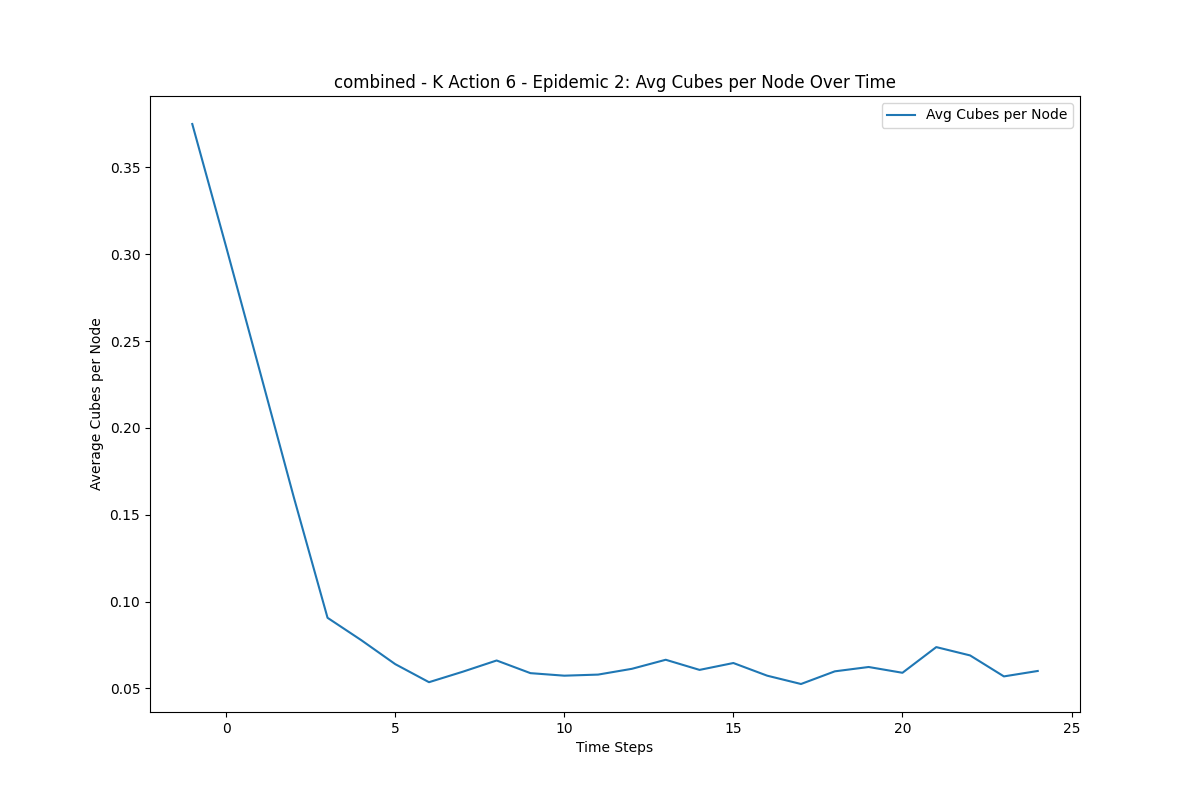 combined - K Action 6 - Epidemic 2: Avg Cubes per Node Over Time
Avg Cubes per Node
0.35
0.30
0.25
0.20
0.15
0.10
0.05
Average Cubes per Node
0 5 10 15 20 25
Time Steps